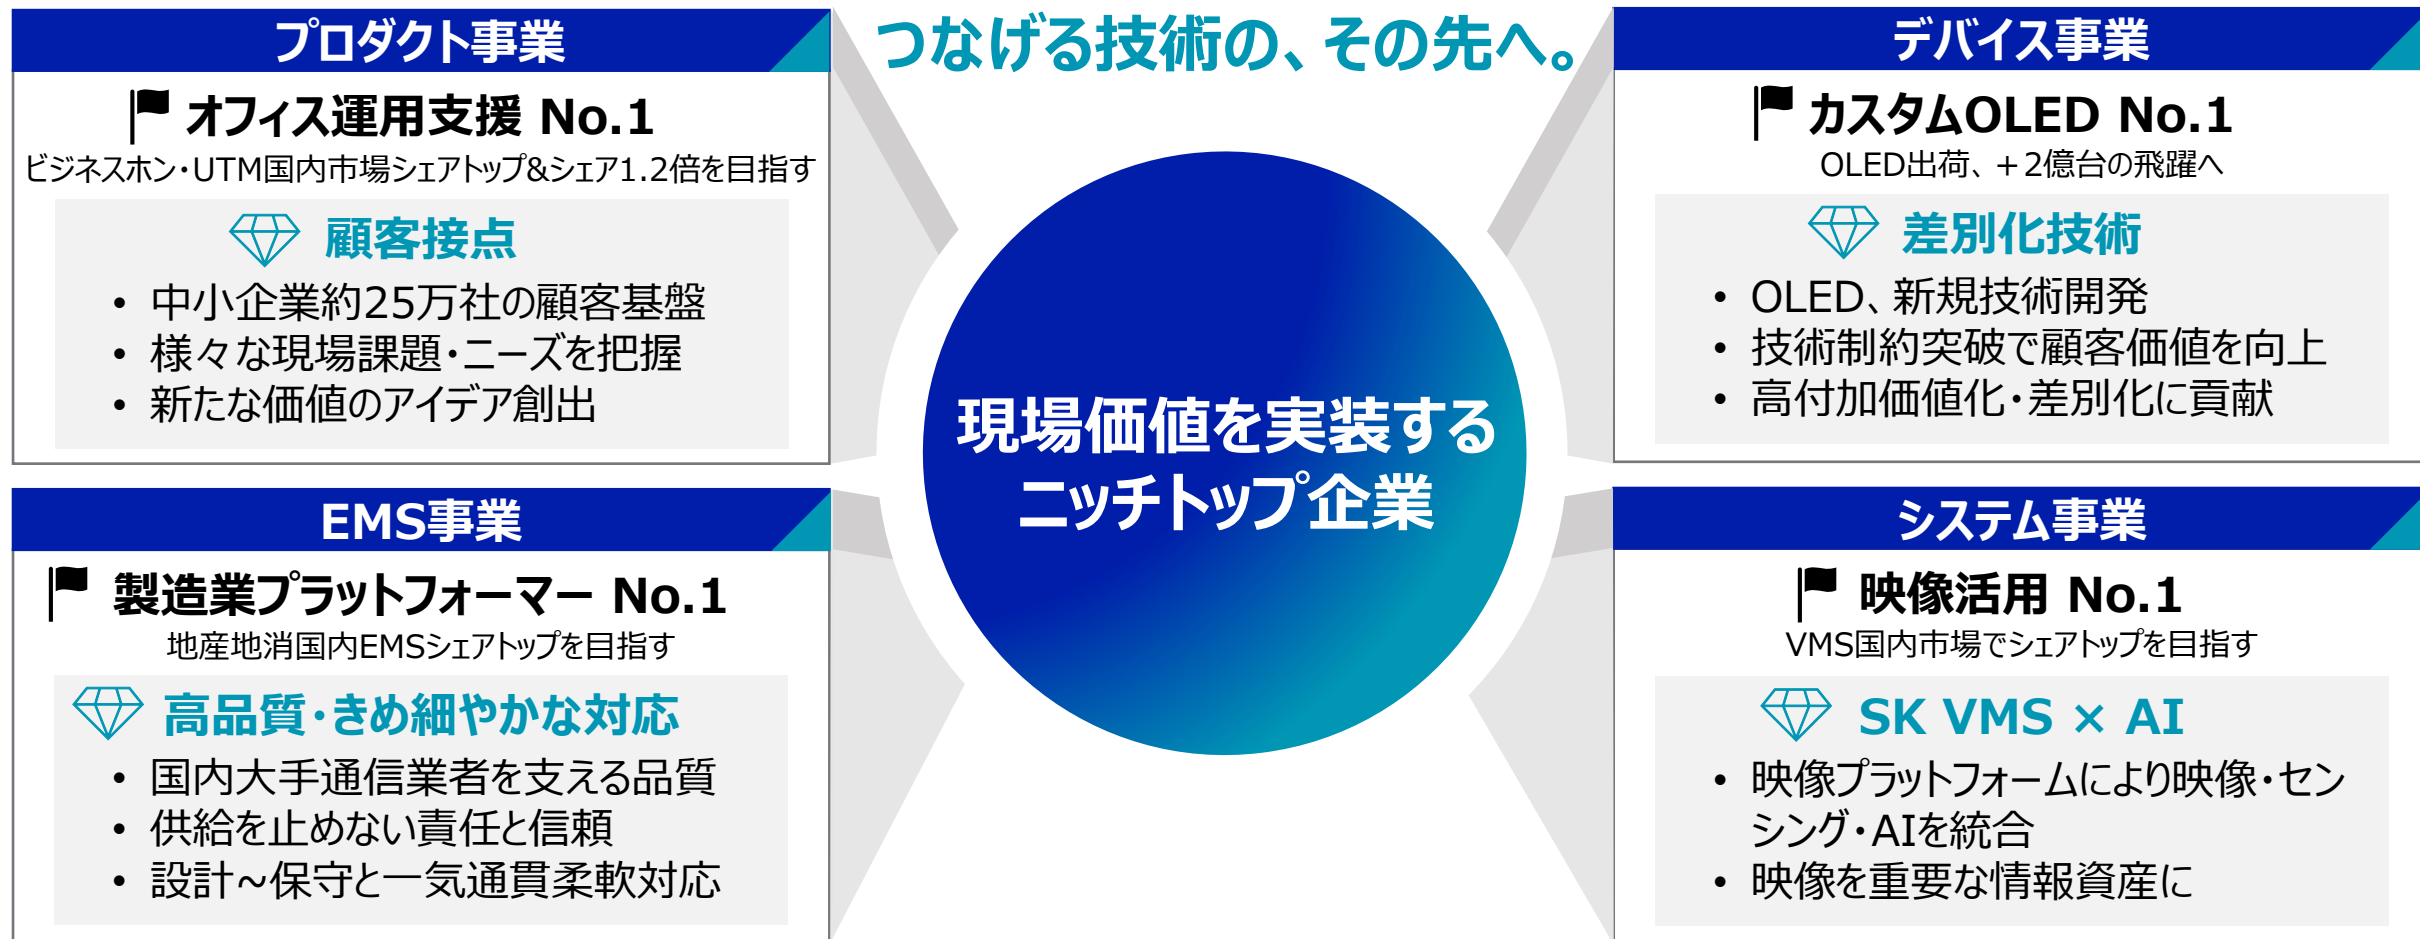 つなげる技術の、その先へ。
プロダクト事業
オフィス運用支援 No.1
ビジネスホン・UTM国内市場シェアトップ&シェア1.2倍を目指す
顧客接点
• 中小企業約25万社の顧客基盤
• 様々な現場課題・ニーズを把握
• 新たな価値のアイデア創出
デバイス事業
カスタムOLED No.1
OLED出荷、+2億台の飛躍へ
差別化技術
• OLED、新規技術開発
• 技術制約突破で顧客価値を向上
• 高付加価値化・差別化に貢献
現場価値を実装する
ニッチトップ企業
EMS事業
製造業プラットフォーマー No.1
地産地消国内EMSシェアトップを目指す
高品質・きめ細やかな対応
• 国内大手通信業者を支える品質
• 供給を止めない責任と信頼
• 設計~保守と一気通貫柔軟対応
システム事業
映像活用 No.1
VMS国内市場でシェアトップを目指す
SK VMS × AI
• 映像プラットフォームにより映像・セン
シング・AIを統合
• 映像を重要な情報資産に